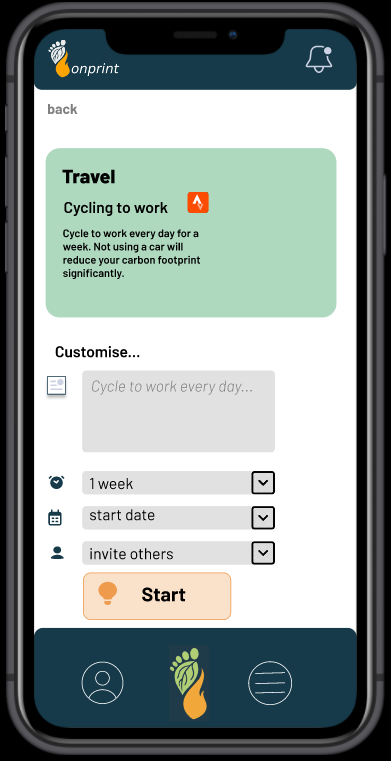 onprint
back
Travel
Cycling to work
Cycle to work every day for a
week. Not using a car will
reduce your carbon footprint
significantly.
Customise...
Cycle to work every day...
1 week
start date
invite others
Start